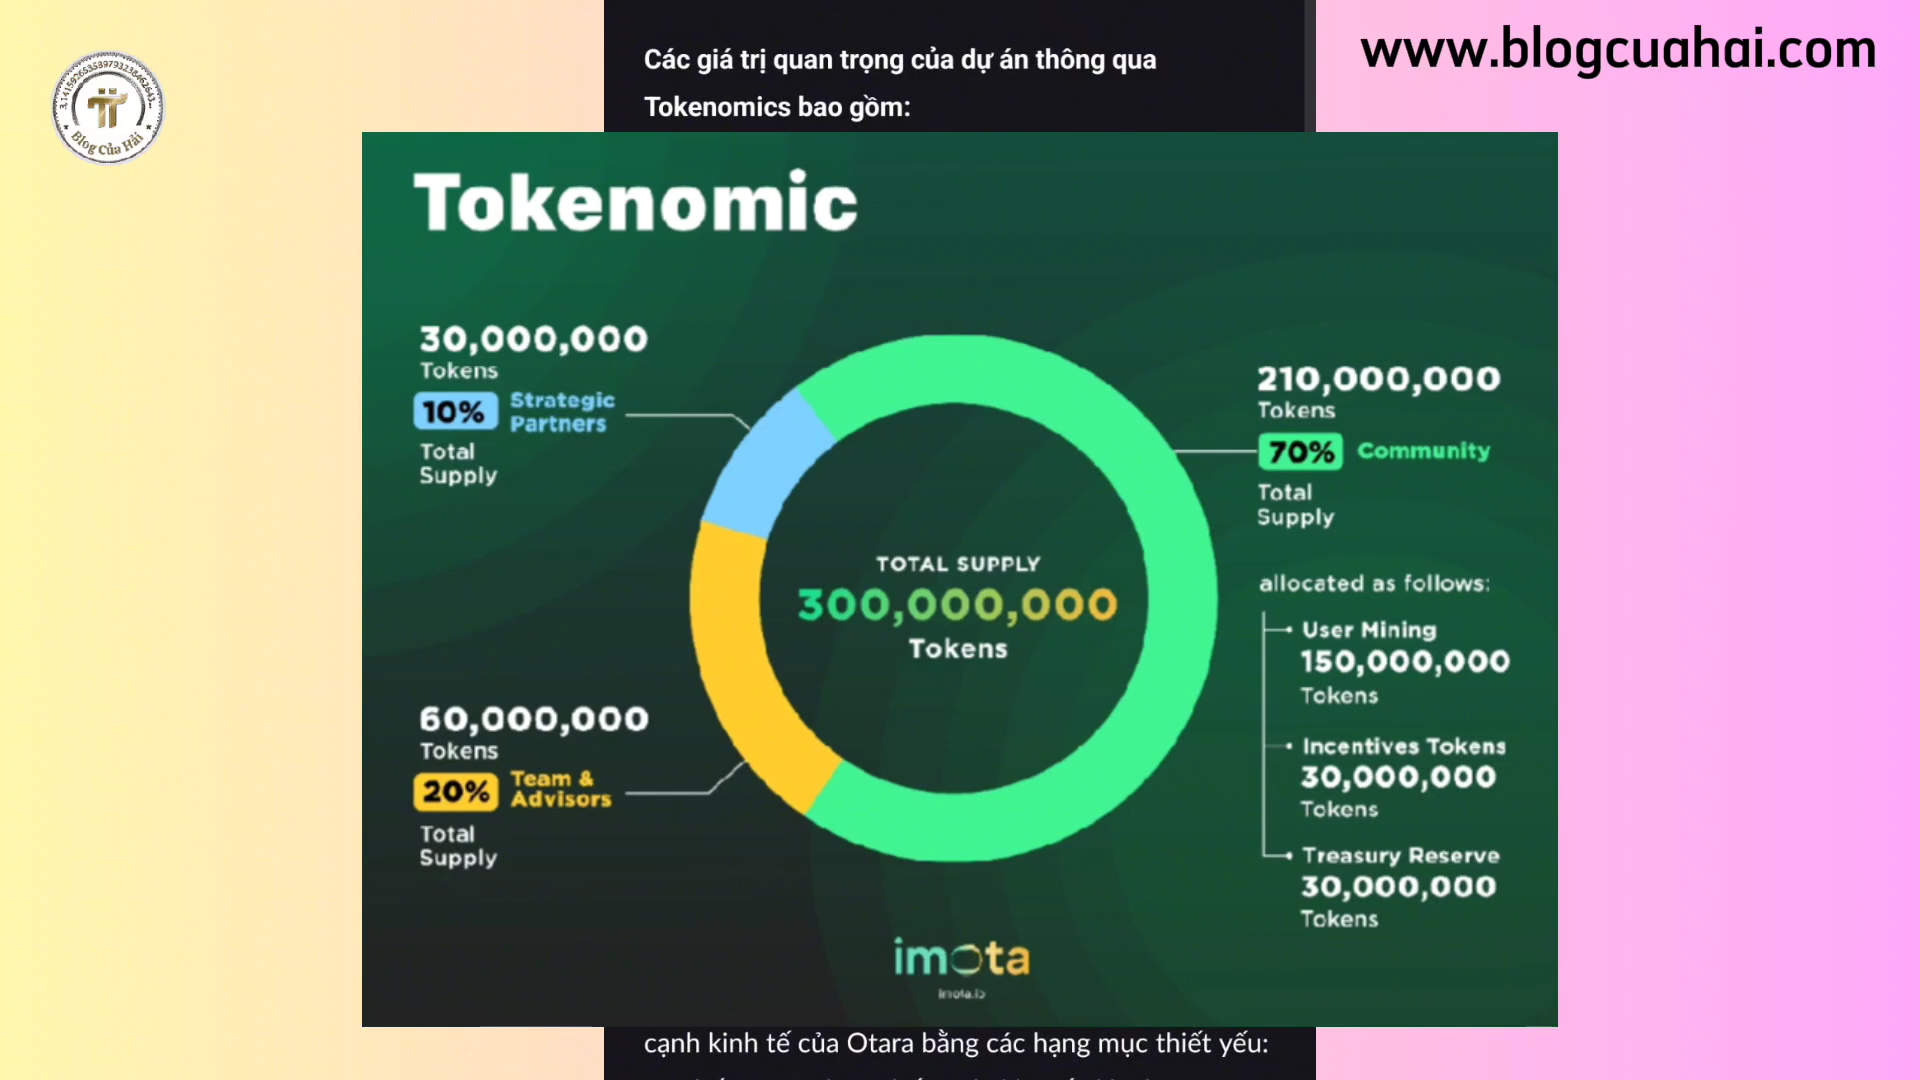 Các giá trị quan trọng của dự án thông qua
Tokenomics bao gồm:
www.blogcuahai.com
Blog Của Hải
Tokenomic
30,000,000
Tokens
10% Strategic Partners
Total
Supply
60,000,000
Tokens
20% Team & Advisors
Total
Supply
TOTAL SUPPLY
300,000,000
Tokens
210,000,000
Tokens
70% Community
Total
Supply
allocated as follows:
User Mining
150,000,000
Tokens
Incentives Tokens
30,000,000
Tokens
Treasury Reserve
30,000,000
Tokens
imota
imota.io
cạnh kinh tế của Otara bằng các hạng mục thiết yếu: